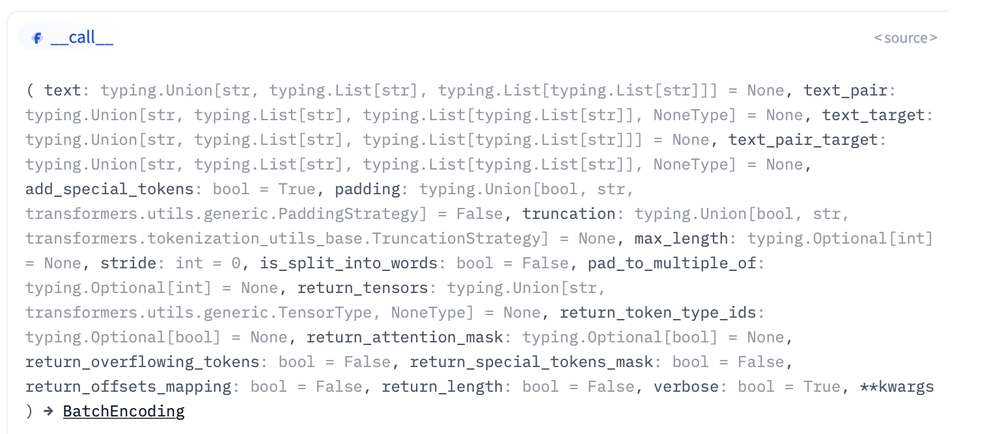 f __call__
<source>
( text: typing.Union[str, typing.List[str], typing.List[typing.List[str]]] = None, text_pair:
typing.Union[str, typing.List[str], typing.List[typing.List[str]], NoneType] = None, text_target:
typing.Union[str, typing.List[str], typing.List[typing.List[str]]] = None, text_pair_target:
typing.Union[str, typing.List[str], typing.List[typing.List[str]], NoneType] = None,
add_special_tokens: bool = True, padding: typing.Union[bool, str,
transformers.utils.generic.PaddingStrategy] = False, truncation: typing.Union[bool, str,
transformers.tokenization_utils_base.TruncationStrategy] = None, max_length: typing.Optional[int]
= None, stride: int = 0, is_split_into_words: bool = False, pad_to_multiple_of:
typing.Optional[int] = None, return_tensors: typing.Union[str,
transformers.utils.generic.TensorType, NoneType] = None, return_token_type_ids:
typing.Optional[bool] = None, return_attention_mask: typing.Optional[bool] = None,
return_overflowing_tokens: bool = False, return_special_tokens_mask: bool = False,
return_offsets_mapping: bool = False, return_length: bool = False, verbose: bool = True, **kwargs
) → BatchEncoding